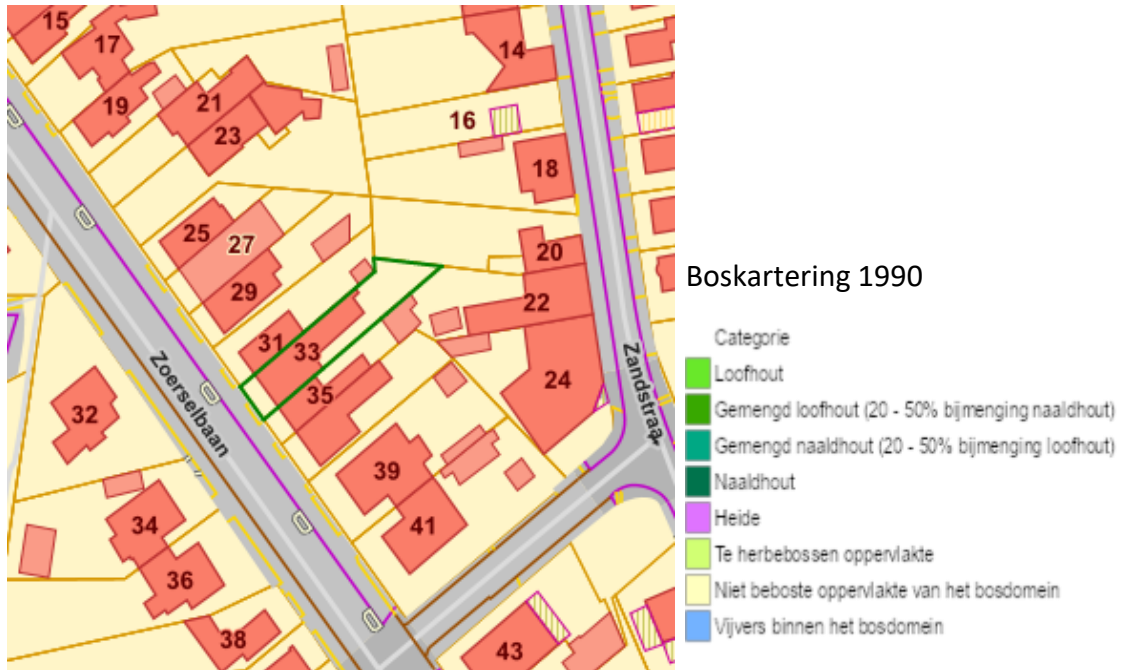 15
17
14
19
21
16
23
18
25
27
20
29
22
31
33
Zoerselbaan
Zandstraa
35
24
32
39
41
34
36
38
43
Boskartering 1990
Categorie
Loofhout
Gemengd loofhout (20 - 50% bijmenging naaldhout)
Gemengd naaldhout (20 - 50% bijmenging loofhout)
Naaldhout
Heide
Te herbebossen oppervlakte
Niet beboste oppervlakte van het bosdomein
Vijvers binnen het bosdomein